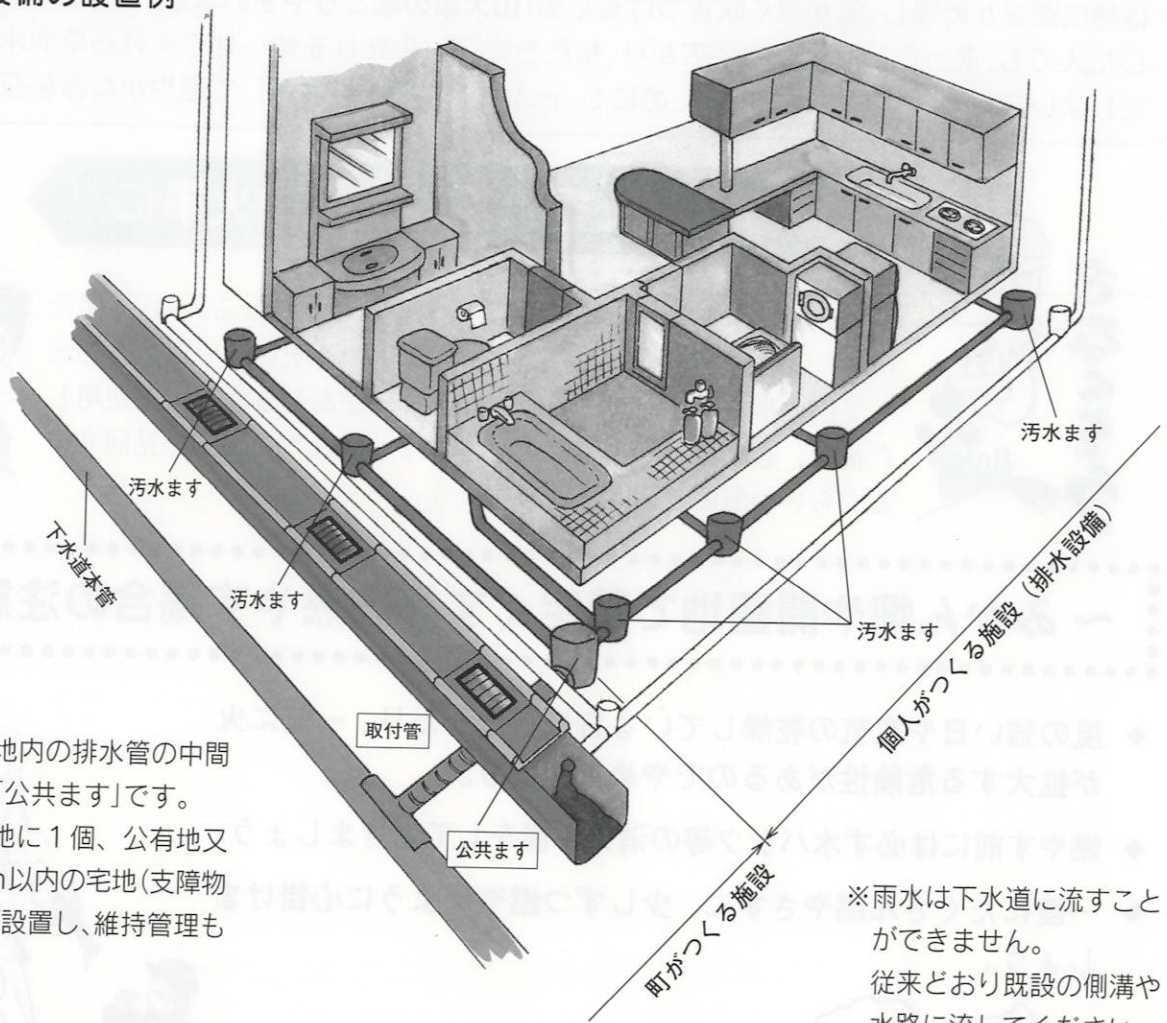 設備の設置例
汚水ます
汚水ます
汚水ます
汚水ます
下水道本管
取付管
公共ます
個人がつくる施設（排水設備）
町がつくる施設
地内の排水管の中間
「公共ます」です。
地に１個、公有地又
以内の宅地（支障物
設置し、維持管理も
※雨水は下水道に流すこと
ができません。
従来どおり既設の側溝や
水路に流してください